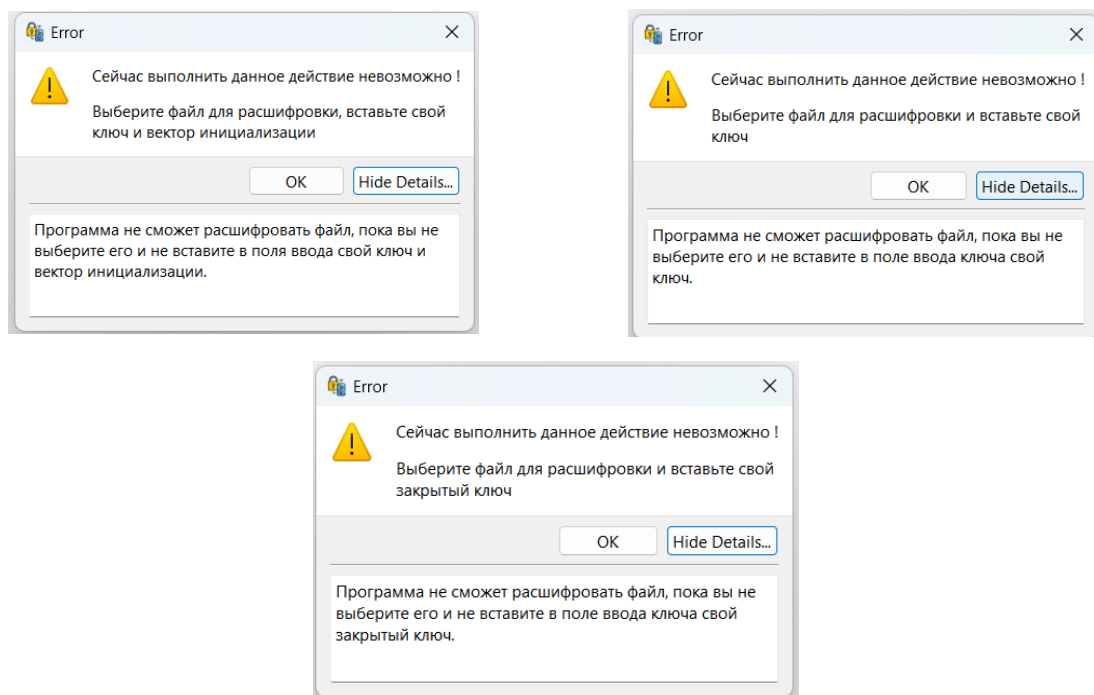 Error
Сейчас выполнить данное действие невозможно !
Выберите файл для расшифровки, вставьте свой
ключ и вектор инициализации
OK
Hide Details...
Программа не сможет расшифровать файл, пока вы не
выберите его и не вставите в поля ввода свой ключ и
вектор инициализации.
Error
Сейчас выполнить данное действие невозможно !
Выберите файл для расшифровки и вставьте свой
ключ
OK
Hide Details...
Программа не сможет расшифровать файл, пока вы не
выберите его и не вставите в поле ввода ключа свой
ключ.
Error
Сейчас выполнить данное действие невозможно !
Выберите файл для расшифровки и вставьте свой
закрытый ключ
OK
Hide Details...
Программа не сможет расшифровать файл, пока вы не
выберите его и не вставите в поле ввода ключа свой
закрытый ключ.